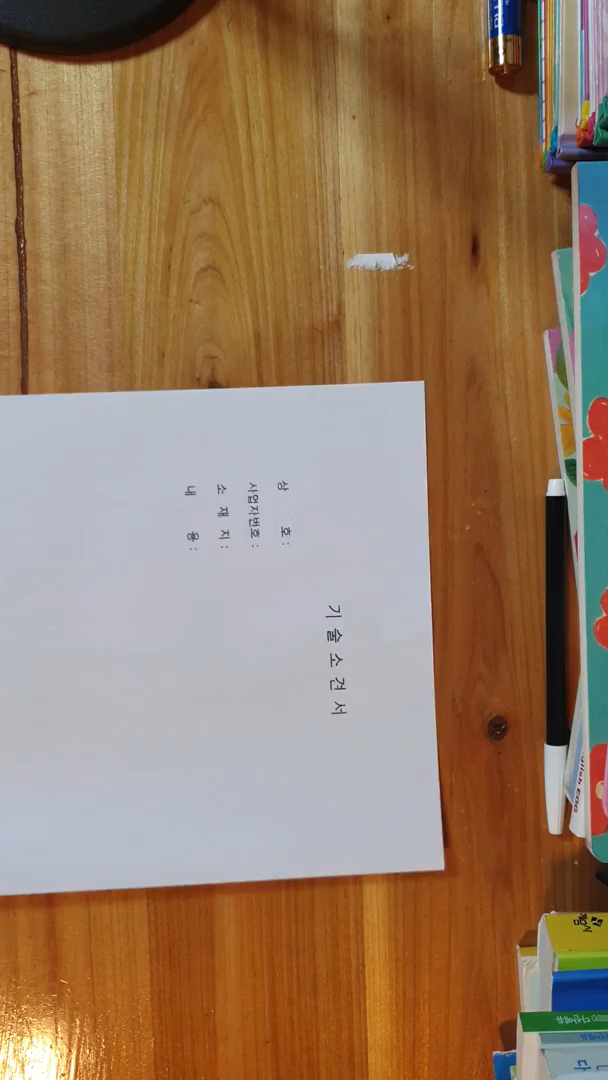 기 술 소 견 서
상 호 :
사업자번호 :
소 재 지 :
내 용 :